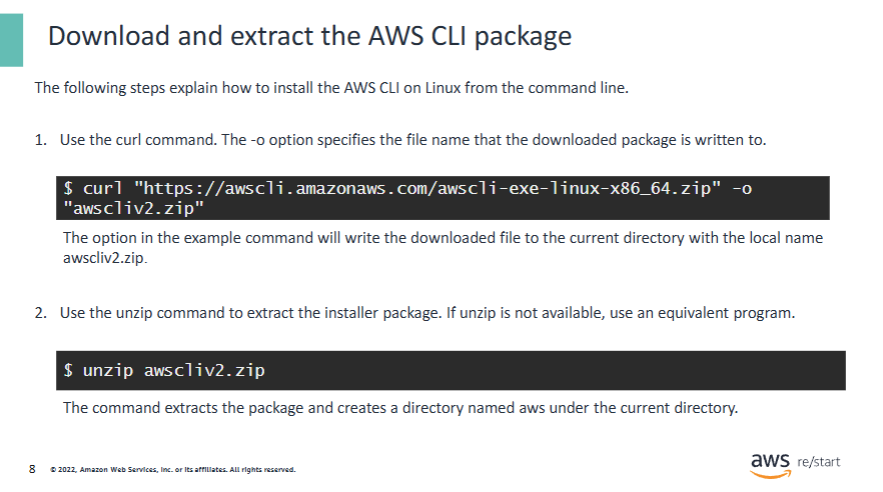 Download and extract the AWS CLI package
The following steps explain how to install the AWS CLI on Linux from the command line.
1. Use the curl command. The -o option specifies the file name that the downloaded package is written to.
$ curl "https://awscli.amazonaws.com/awscli-exe-linux-x86_64.zip" -o
"awscliv2.zip"
The option in the example command will write the downloaded file to the current directory with the local name
awscliv2.zip.
2. Use the unzip command to extract the installer package. If unzip is not available, use an equivalent program.
$ unzip awscliv2.zip
The command extracts the package and creates a directory named aws under the current directory.
8 © 2022, Amazon Web Services, Inc. or its affiliates. All rights reserved.
aws re/start